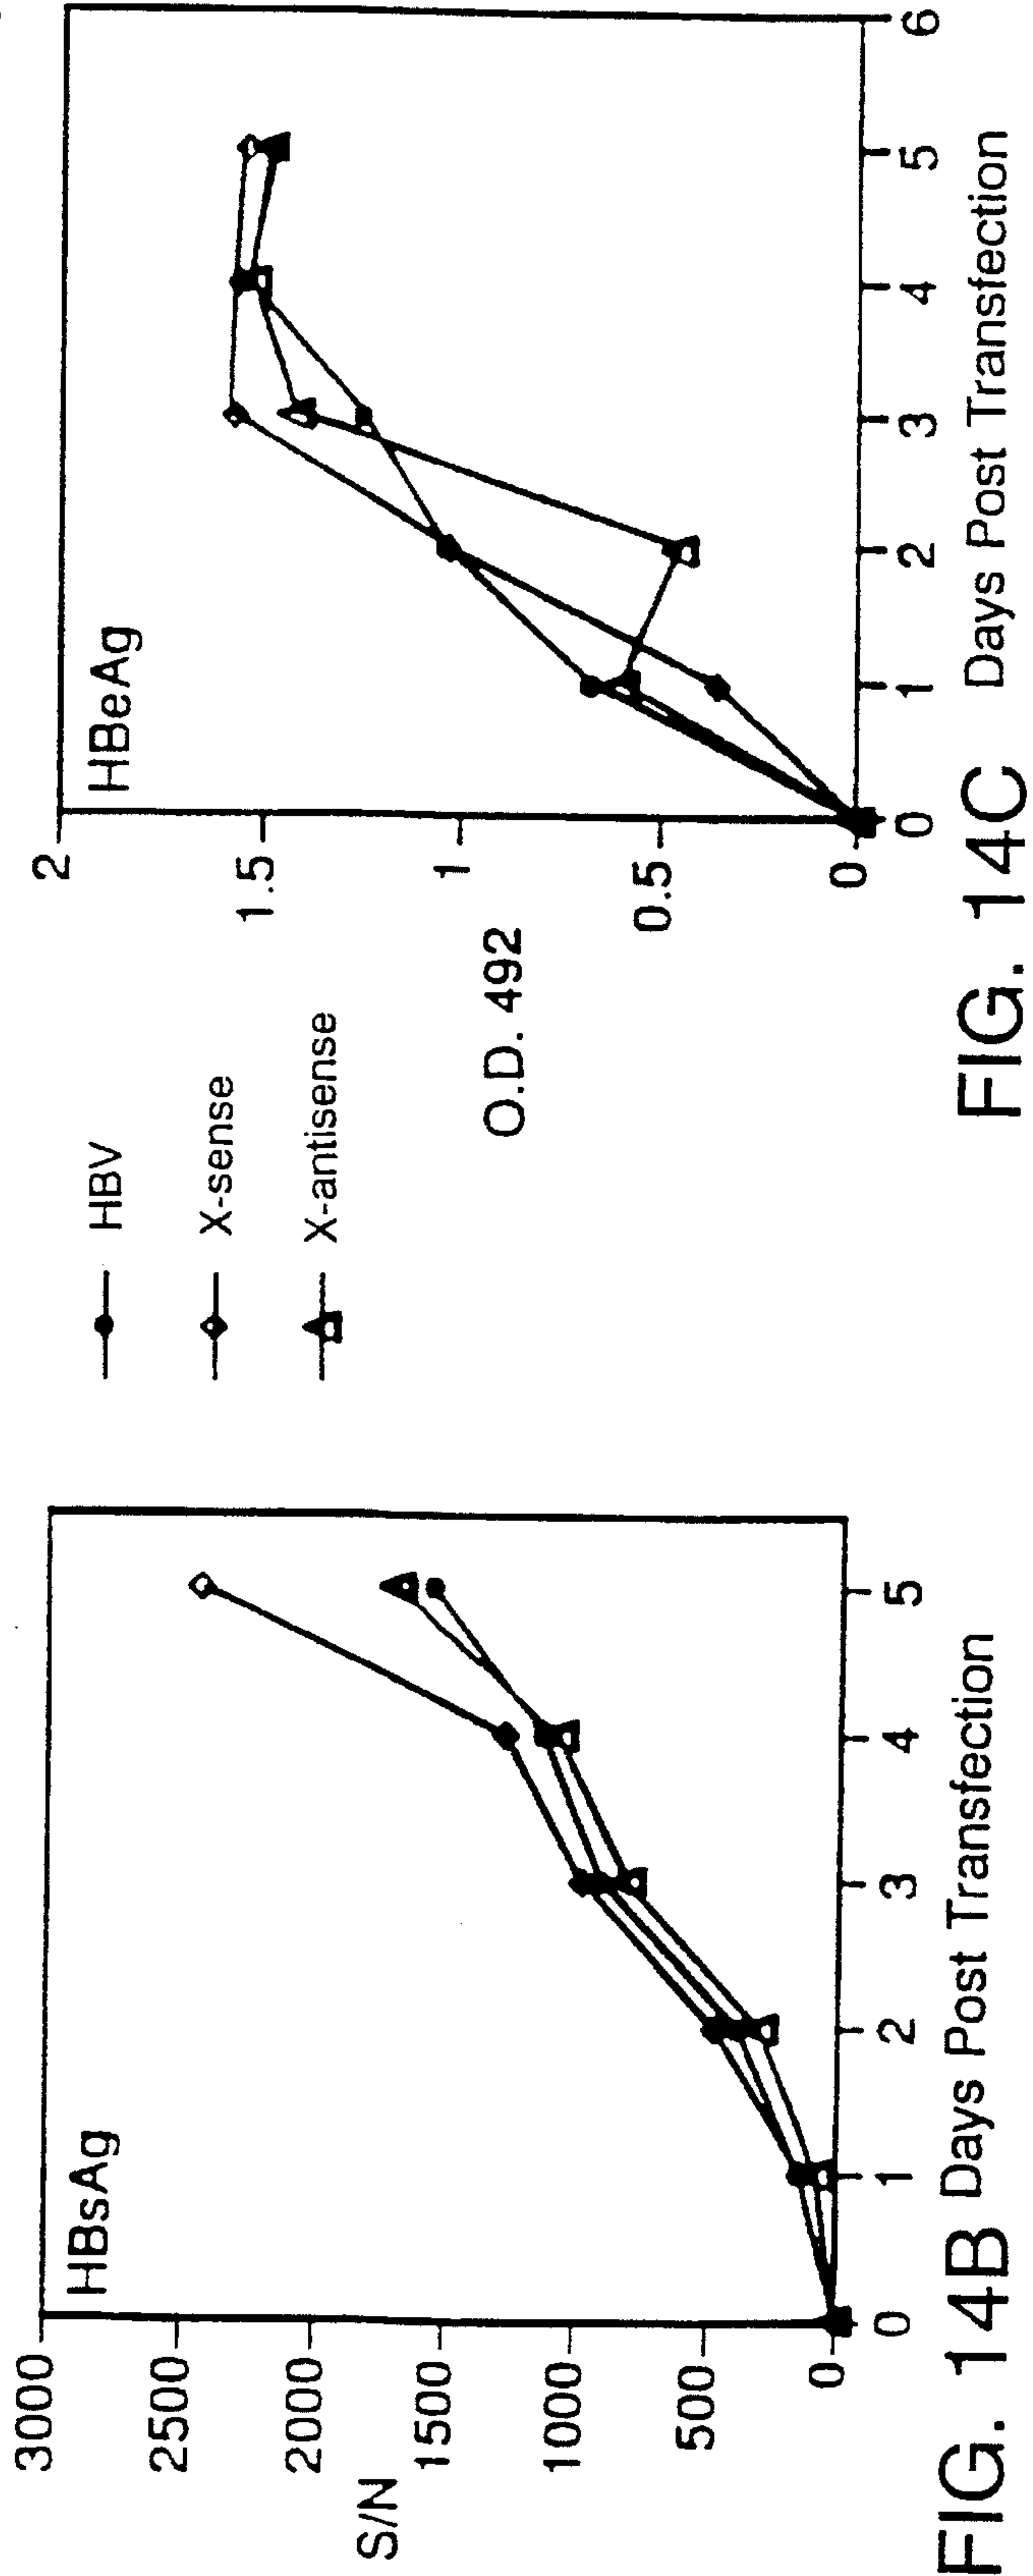 HBsAg
3000
2500
2000
1500
1000
500
0
S/N
0 1 2 3 4 5
Days Post Transfection
FIG. 14B
HBV
X-sense
X-antisense
HBeAg
2
1.5
1
0.5
0
O.D. 492
0 1 2 3 4 5 6
Days Post Transfection
FIG. 14C